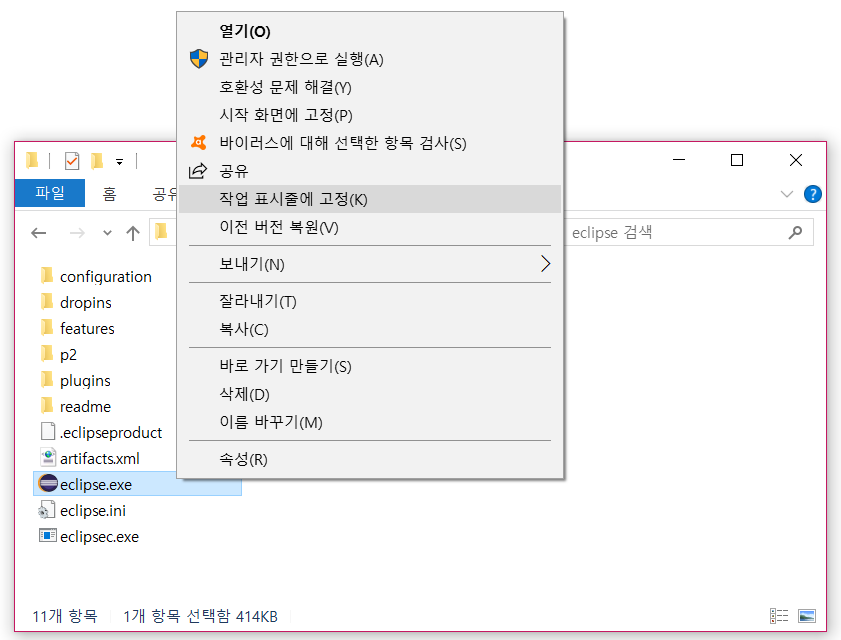 열기(O)
관리자 권한으로 실행(A)
호환성 문제 해결(Y)
시작 화면에 고정(P)
바이러스에 대해 선택한 항목 검사(S)
공유
작업 표시줄에 고정(K)
이전 버전 복원(V)
보내기(N)
잘라내기(T)
복사(C)
바로 가기 만들기(S)
삭제(D)
이름 바꾸기(M)
속성(R)
파일 홈 공유
eclipse 검색
configuration
dropins
features
p2
plugins
readme
.eclipseproduct
artifacts.xml
eclipse.exe
eclipse.ini
eclipsec.exe
11개 항목 1개 항목 선택함 414KB